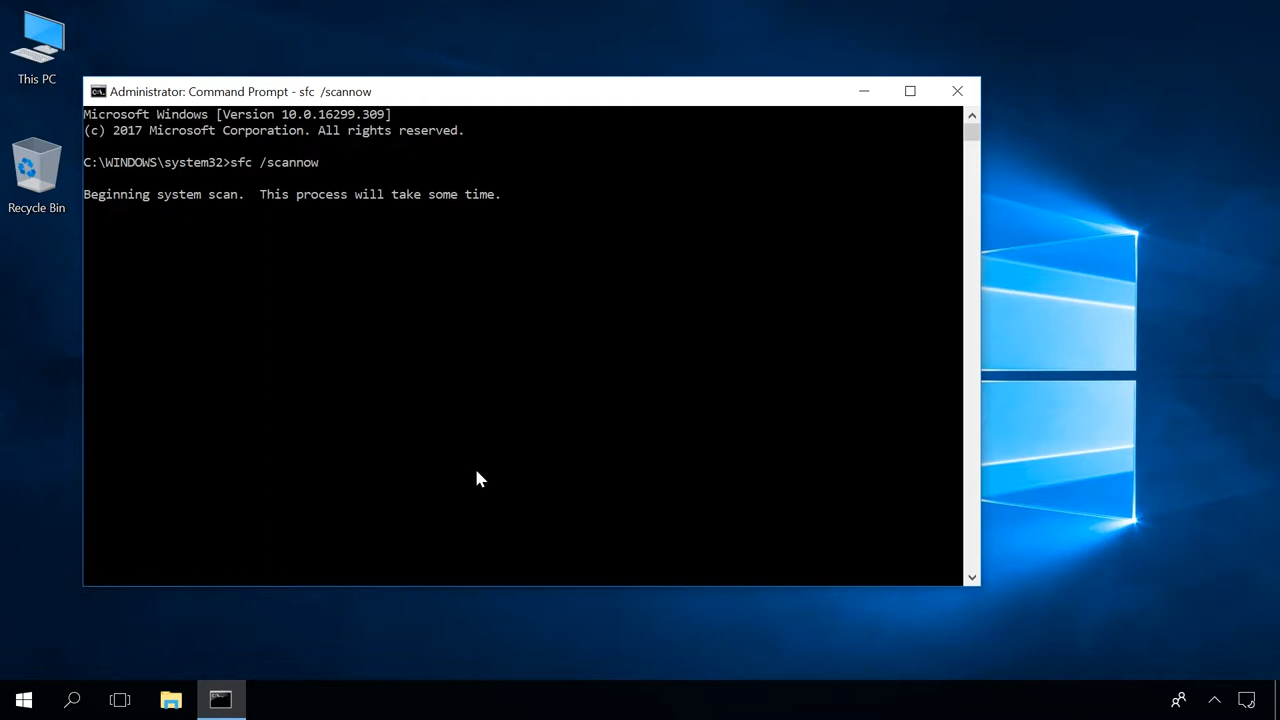 This PC
Recycle Bin
Administrator: Command Prompt - sfc  /scannow
Microsoft Windows [Version 10.0.16299.309]
(c) 2017 Microsoft Corporation. All rights reserved.
C:\WINDOWS\system32>sfc /scannow
Beginning system scan.  This process will take some time.